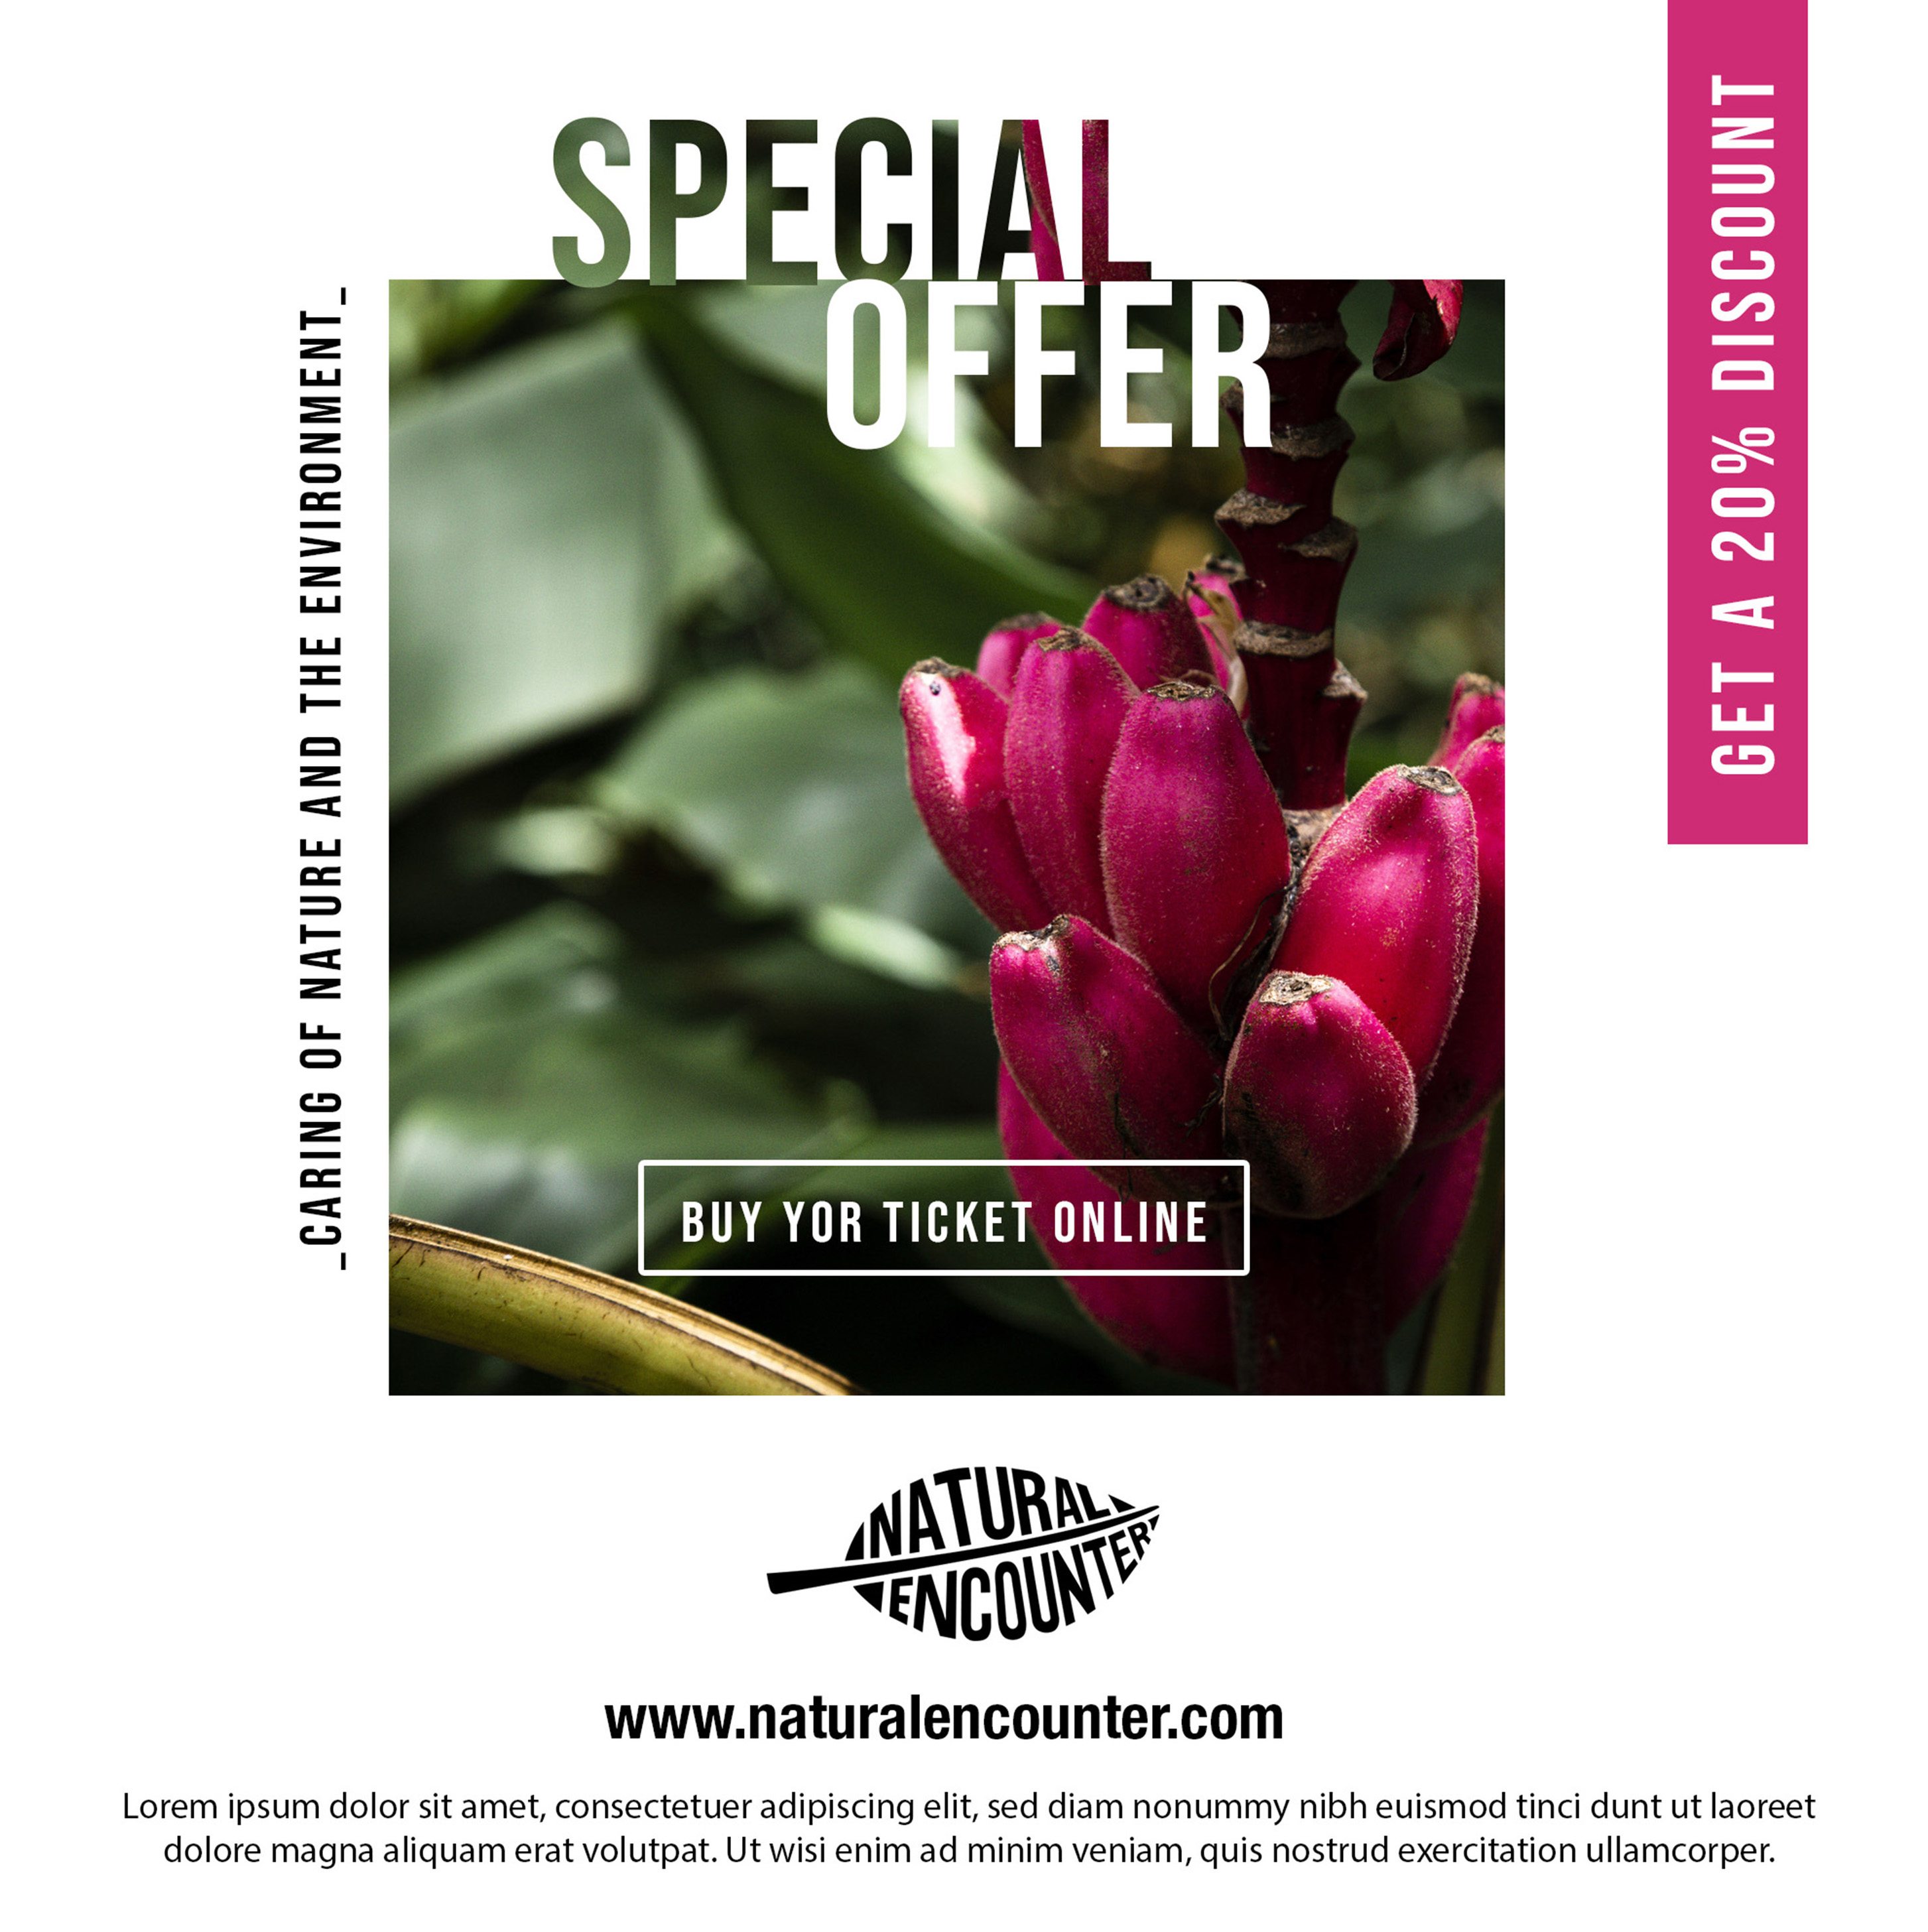 SPECIAL
OFFER
GET A 20% DISCOUNT
_CARING OF NATURE AND THE ENVIRONMENT_
BUY YOR TICKET ONLINE
NATURAL
ENCOUNTER
www.naturalencounter.com
Lorem ipsum dolor sit amet, consectetuer adipiscing elit, sed diam nonummy nibh euismod tinci dunt ut laoreet
dolore magna aliquam erat volutpat. Ut wisi enim ad minim veniam, quis nostrud exercitation ullamcorper.